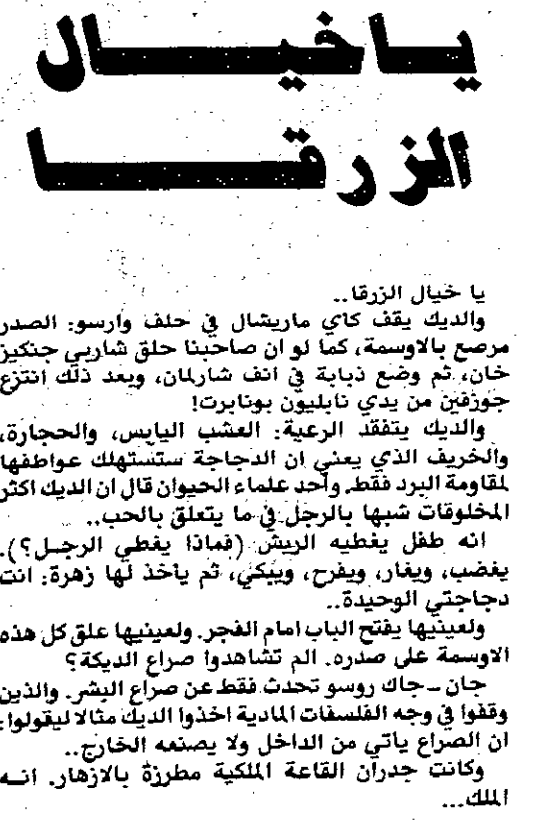 ياخيــــال
الزرقــــا
يا خيال الزرقا..
والديك يقف كاي ماريشال في حلف وارسو: الصدر
مرصع بالاوسمة، كما لو ان صاحبنا حلق شاربي جنكيز
خان، ثم وضع ذبابة في انف شارلمان، وبعد ذلك انتزع
جوزفين من يدي نابليون بونابرت!
والديك يتفقد الرعية: العشب اليابس، والحجارة،
والخريف الذي يعني ان الدجاجة ستستهلك عواطفها
لمقاومة البرد فقط. وأحد علماء الحيوان قال ان الديك اكثر
المخلوقات شبها بالرجل في ما يتعلق بالحب..
انه طفل يغطيه الريش (فماذا يغطي الرجـل؟).
يغضب، ويغار، ويفرح، ويبكي، ثم ياخذ لها زهرة: انت
دجاجتي الوحيدة..
ولعينيها يفتح الباب امام الفجر. ولعينيها علق كل هذه
الاوسمة على صدره. الم تشاهدوا صراع الديكة؟
جان ـ جاك روسو تحدث فقط عن صراع البشر. والذين
وقفوا في وجه الفلسفات المادية اخذوا الديك مثالا ليقولوا:
ان الصراع ياتي من الداخل ولا يصنعه الخارج..
وكانت جدران القاعة الملكية مطرزة بالازهار. انـه
الملك...